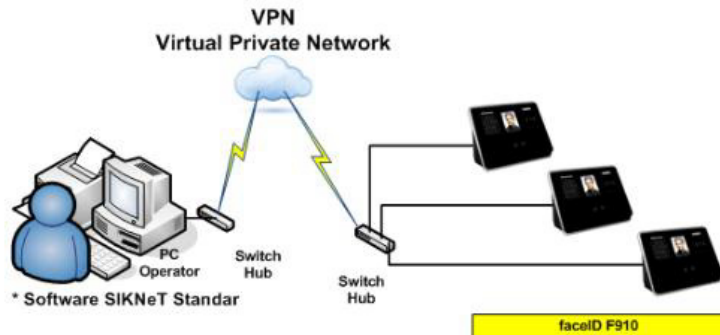 VPN
Virtual Private Network
PC
Operator
Switch
Hub
Switch
Hub
* Software SIKNeT Standar
faceID F910